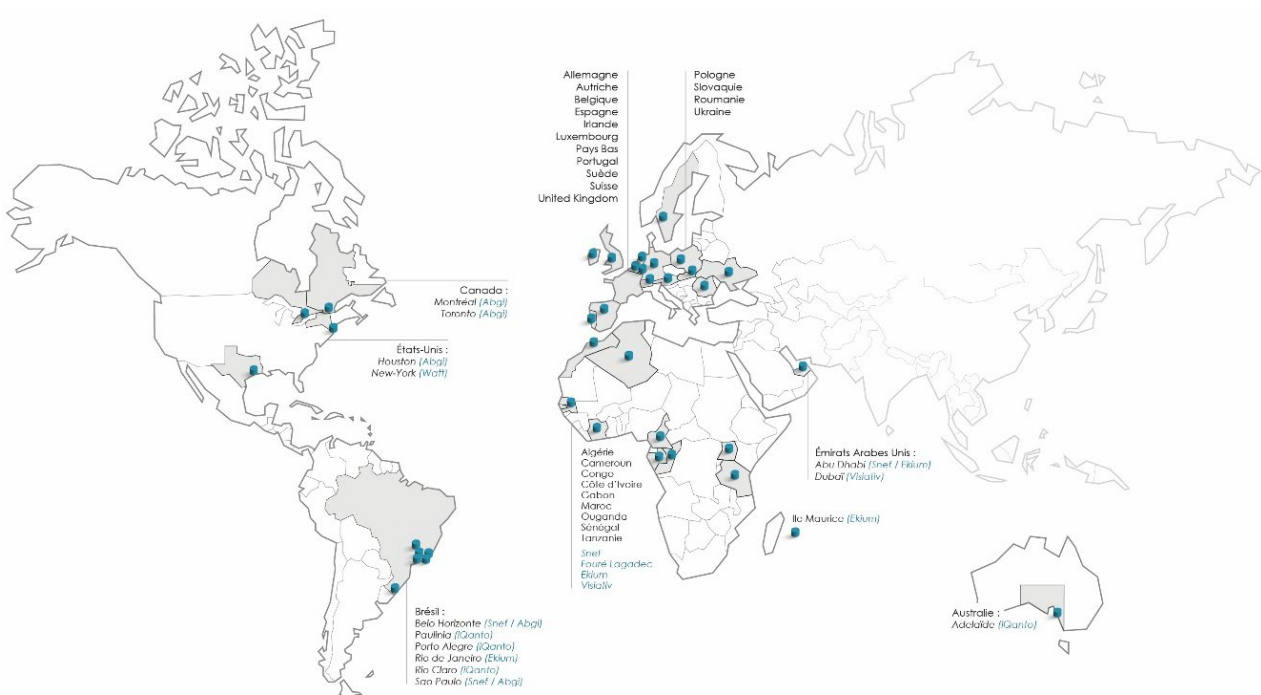 Allemagne
Autriche
Belgique
Espagne
Irlande
Luxembourg
Pays Bas
Portugal
Suède
Suisse
United Kingdom
Pologne
Slovaquie
Roumanie
Ukraine
Canada :
Montréal (Abgi)
Toronto (Abgi)
États-Unis :
Houston (Abgi)
New-York (Watt)
Algérie
Cameroun
Congo
Côte d'Ivoire
Gabon
Maroc
Ouganda
Sénégal
Tanzanie
Snef
Fouré Lagadec
Ekium
Visiativ
Émirats Arabes Unis :
Abu Dhabi (Snef / Ekium)
Dubaï (Visiativ)
Ile Maurice (Ekium)
Brésil :
Belo Horizonte (Snef / Abgi)
Paulinia (iQanto)
Porto Alegre (iQanto)
Rio de Janeiro (Ekium)
Rio Claro (iQanto)
Sao Paulo (Snef / Abgi)
Australie :
Adelaïde (iQanto)